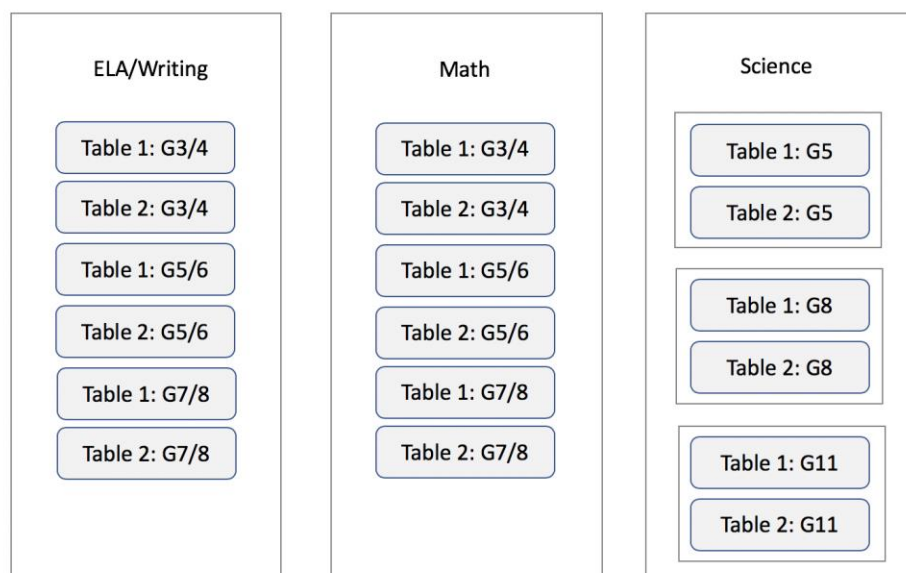 ELA/Writing
Table 1: G3/4
Table 2: G3/4
Table 1: G5/6
Table 2: G5/6
Table 1: G7/8
Table 2: G7/8
Math
Table 1: G3/4
Table 2: G3/4
Table 1: G5/6
Table 2: G5/6
Table 1: G7/8
Table 2: G7/8
Science
Table 1: G5
Table 2: G5
Table 1: G8
Table 2: G8
Table 1: G11
Table 2: G11